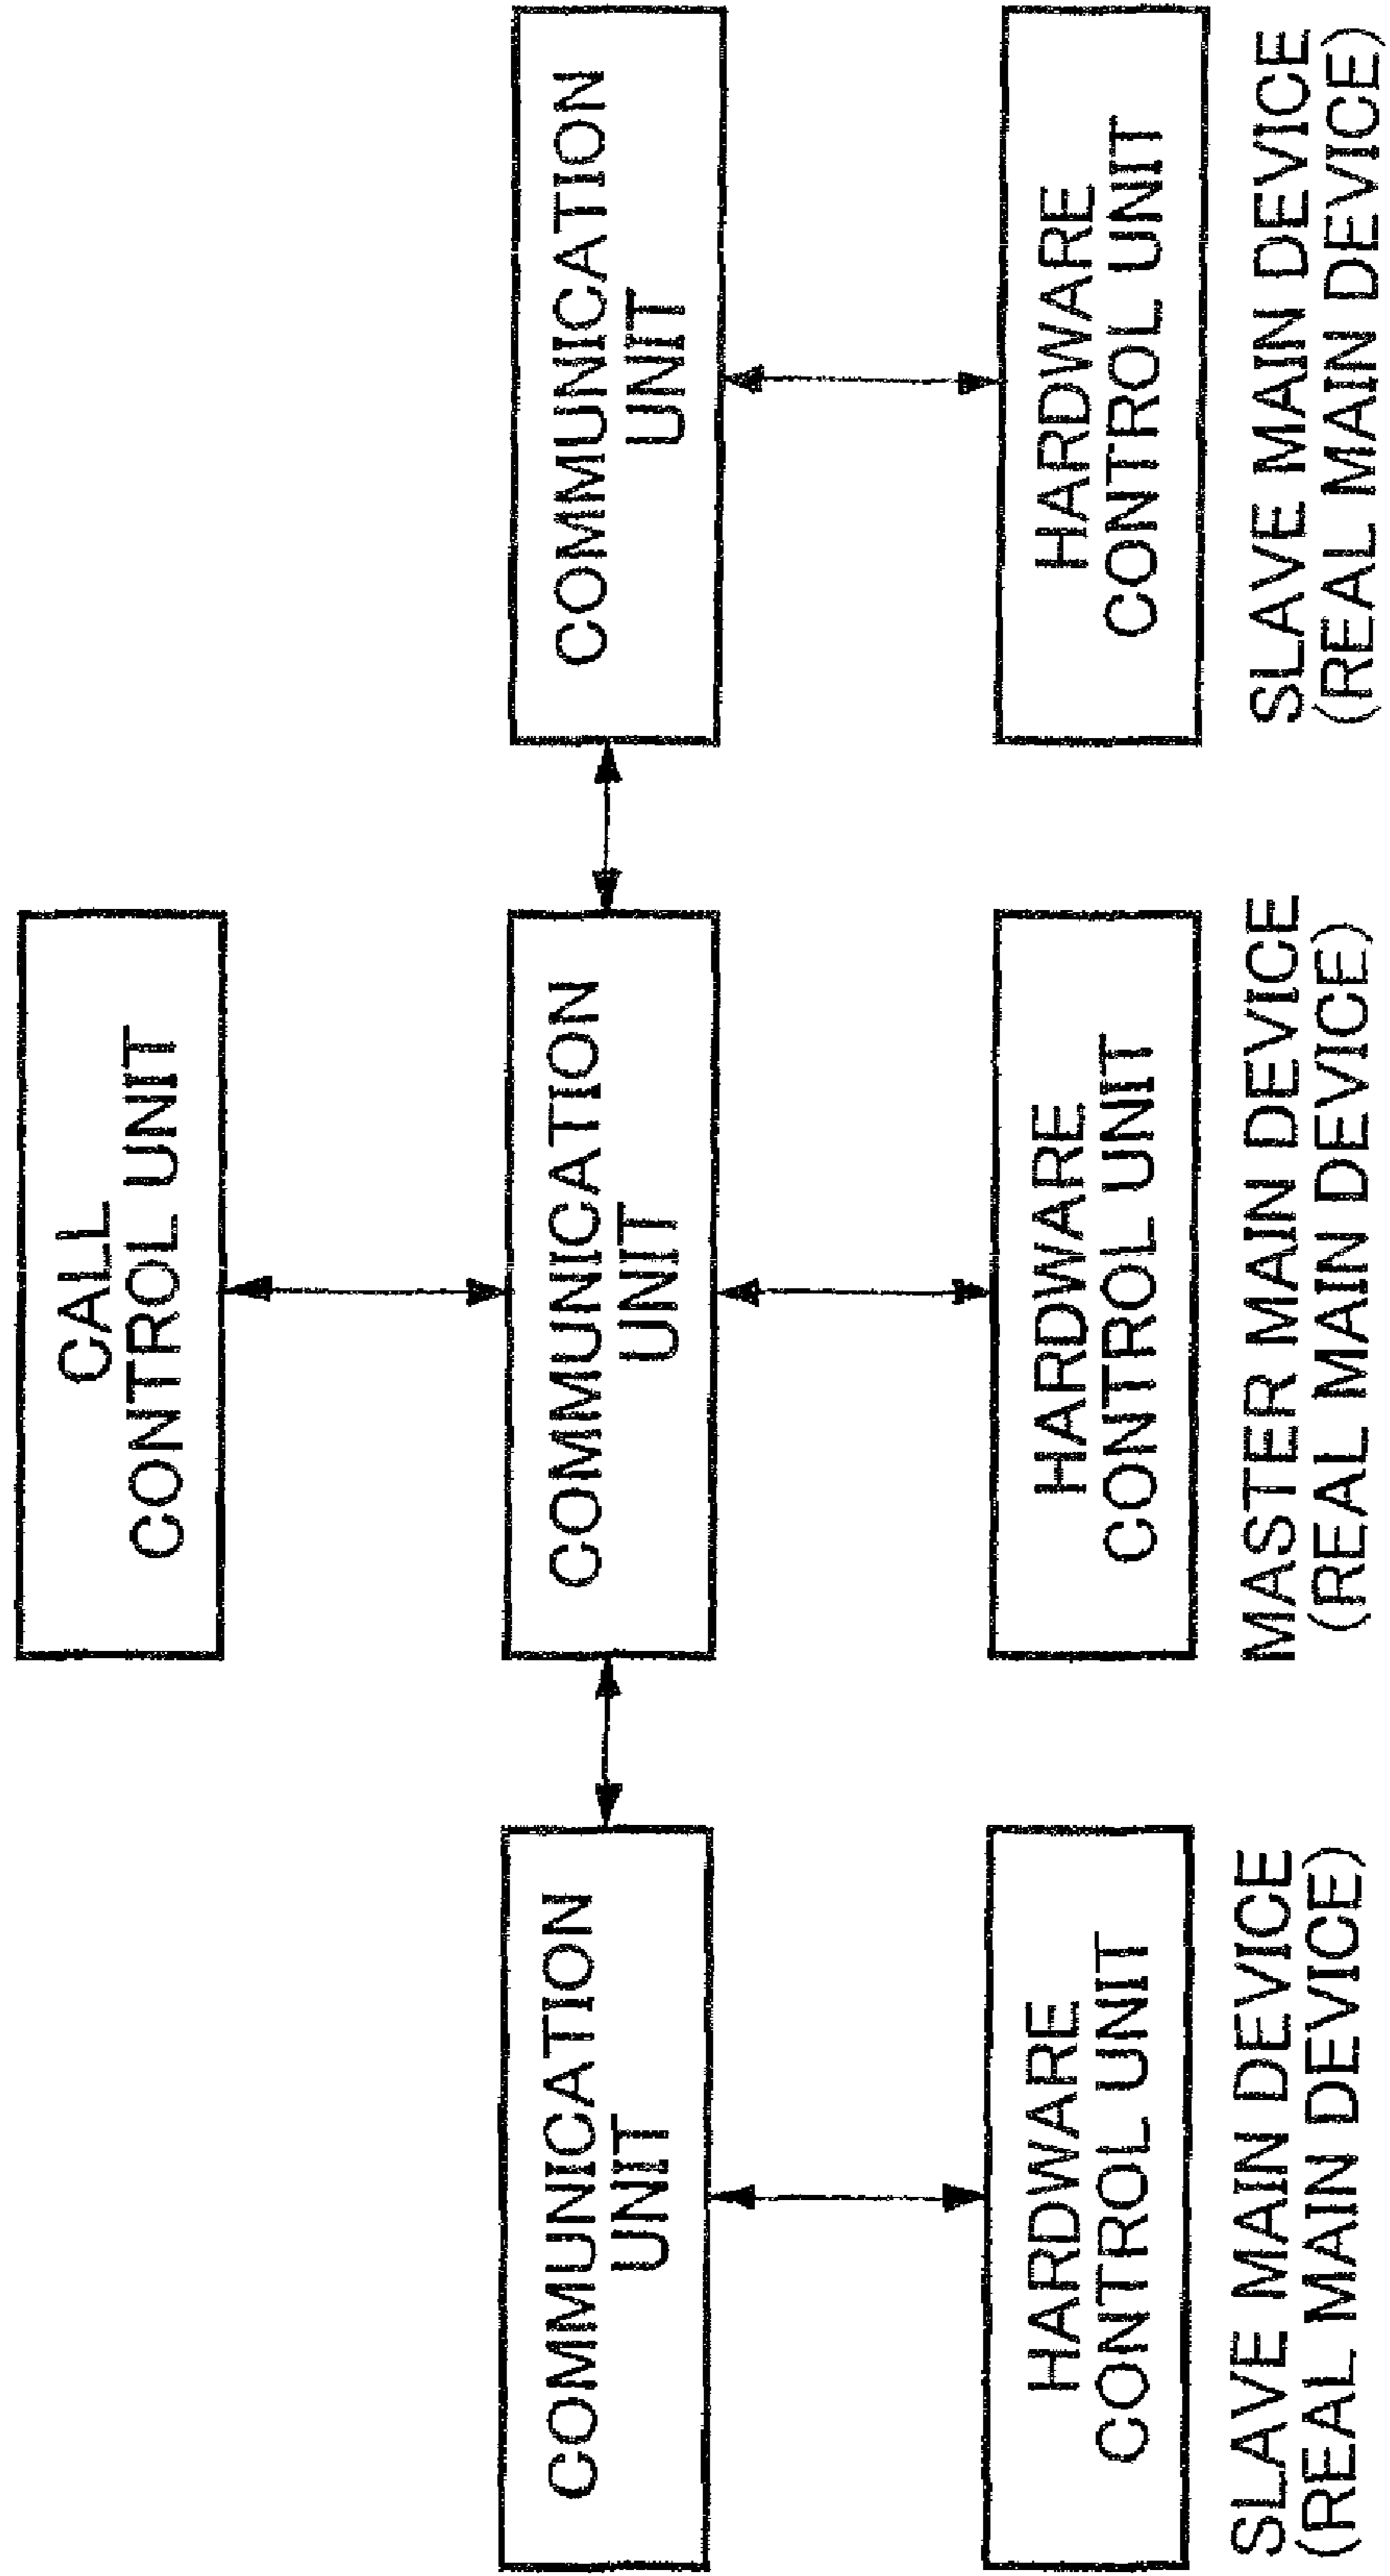 CALL
CONTROL UNIT
COMMUNICATION
UNIT
COMMUNICATION
UNIT
COMMUNICATION
UNIT
HARDWARE
CONTROL UNIT
HARDWARE
CONTROL UNIT
HARDWARE
CONTROL UNIT
SLAVE MAIN DEVICE
(REAL MAIN DEVICE)
MASTER MAIN DEVICE
(REAL MAIN DEVICE)
SLAVE MAIN DEVICE
(REAL MAIN DEVICE)